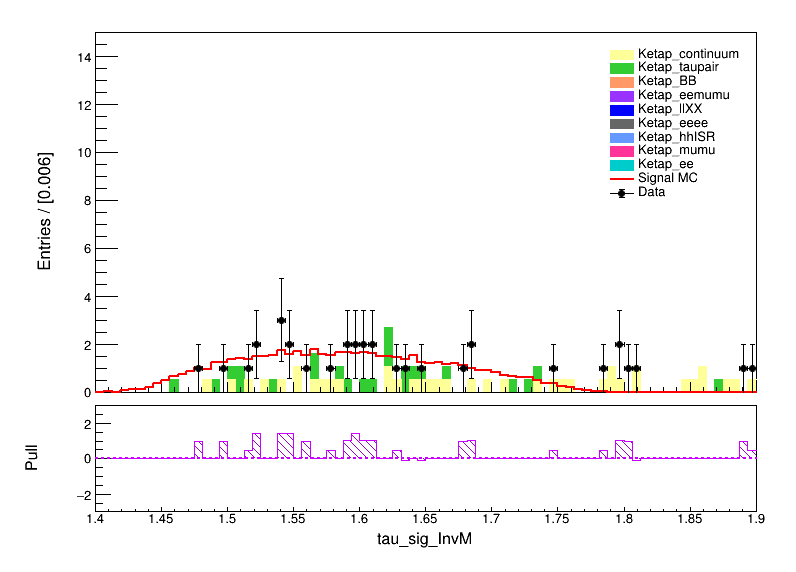 14
12
10
8
6
4
2
0
Entries / [0.006]
Ketap_continuum
Ketap_taupair
Ketap_BB
Ketap_eemumu
Ketap_llXX
Ketap_eeee
Ketap_hhISR
Ketap_mumu
Ketap_ee
Signal MC
Data
2
0
−2
Pull
1.4 1.45 1.5 1.55 1.6 1.65 1.7 1.75 1.8 1.85 1.9
tau_sig_InvM